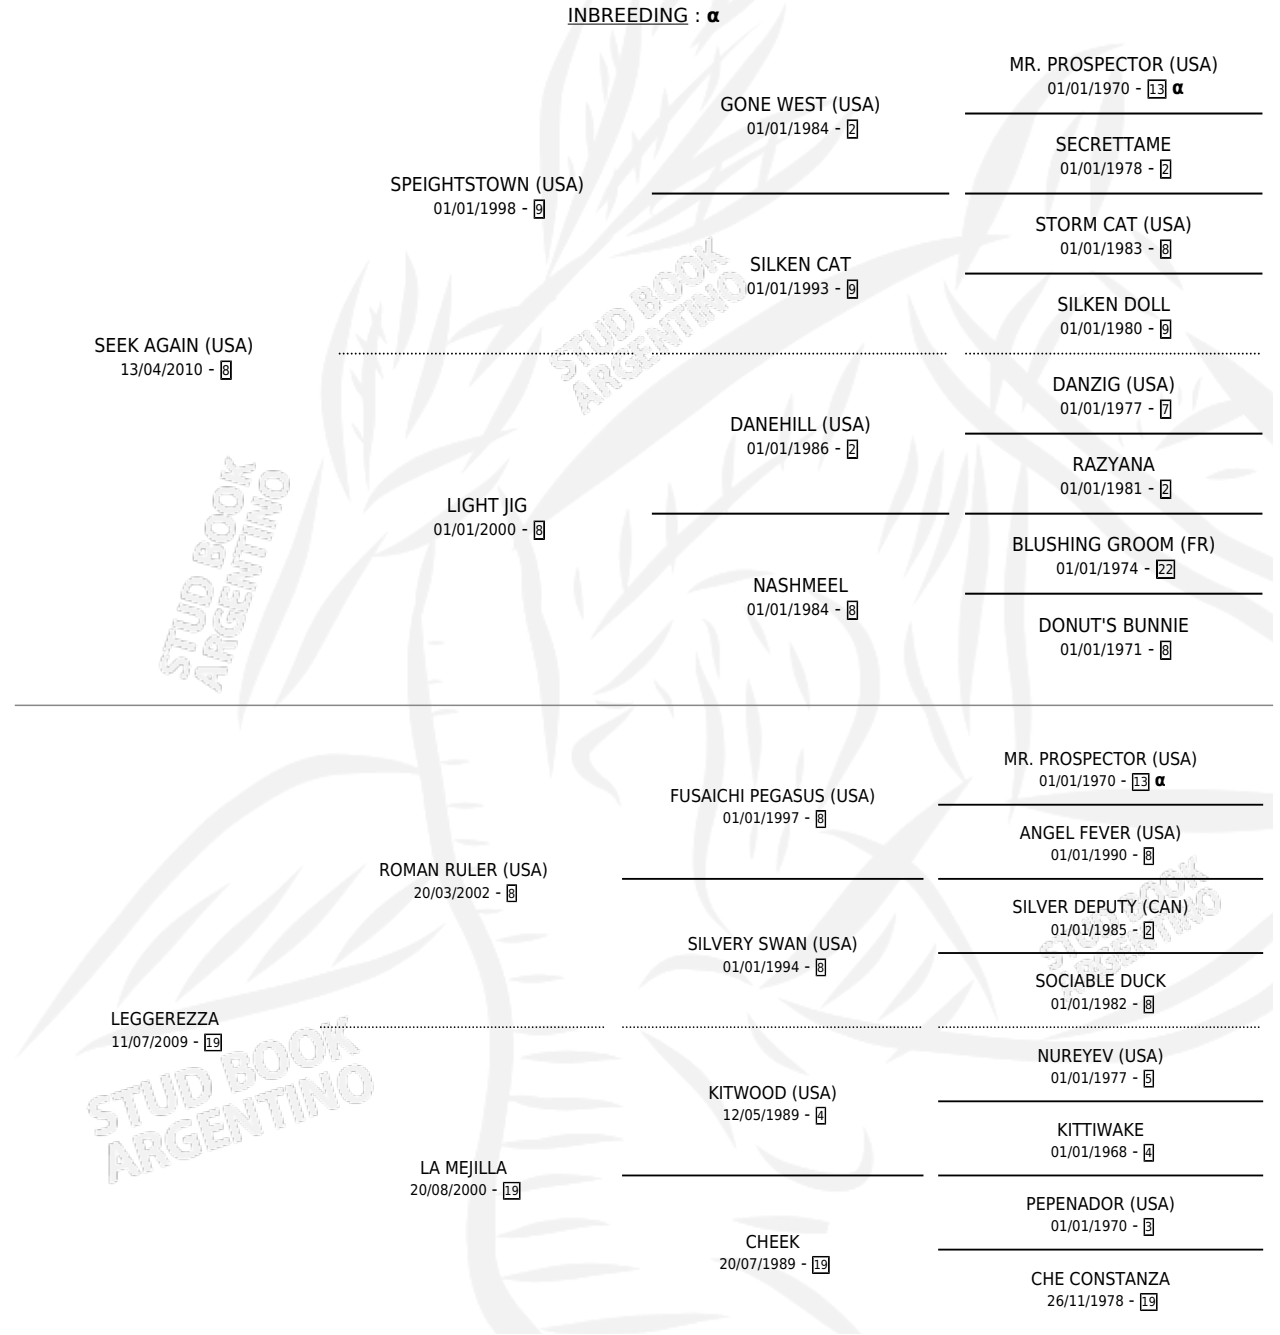 INBREEDING : α
MR. PROSPECTOR (USA)
01/01/1970 - 13 α
GONE WEST (USA)
01/01/1984 - 2
SECRETTAME
01/01/1978 - 2
SPEIGHTSTOWN (USA)
01/01/1998 - 9
STORM CAT (USA)
01/01/1983 - 8
SILKEN CAT
01/01/1993 - 9
SILKEN DOLL
01/01/1980 - 9
SEEK AGAIN (USA)
13/04/2010 - 8
DANZIG (USA)
01/01/1977 - 7
DANEHILL (USA)
01/01/1986 - 2
RAZYANA
01/01/1981 - 2
LIGHT JIG
01/01/2000 - 8
BLUSHING GROOM (FR)
01/01/1974 - 22
NASHMEEL
01/01/1984 - 8
DONUT'S BUNNIE
01/01/1971 - 8
MR. PROSPECTOR (USA)
01/01/1970 - 13 α
FUSAICHI PEGASUS (USA)
01/01/1997 - 8
ANGEL FEVER (USA)
01/01/1990 - 8
ROMAN RULER (USA)
20/03/2002 - 8
SILVER DEPUTY (CAN)
01/01/1985 - 2
SILVERY SWAN (USA)
01/01/1994 - 8
SOCIABLE DUCK
01/01/1982 - 8
LEGGEREZZA
11/07/2009 - 19
NUREYEV (USA)
01/01/1977 - 5
KITWOOD (USA)
12/05/1989 - 4
KITTIWAKE
01/01/1968 - 4
LA MEJILLA
20/08/2000 - 19
PEPENADOR (USA)
01/01/1970 - 3
CHEEK
20/07/1989 - 19
CHE CONSTANZA
26/11/1978 - 19
STUD BOOK
ARGENTINO
STUD BOOK
ARGENTINO
STUD BOOK
ARGENTINO
STUD BOOK
ARGENTINO